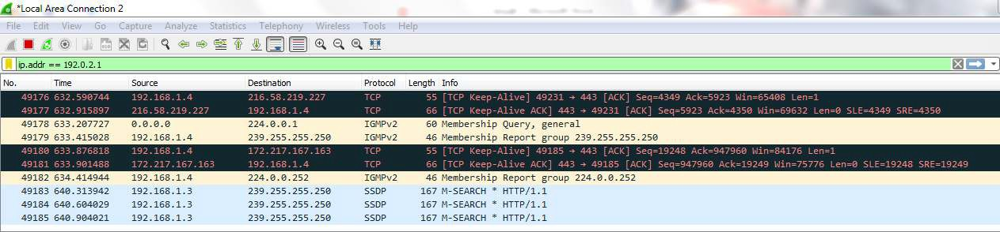 *Local Area Connection 2
File Edit View Go Capture Analyze Statistics Telephony Wireless Tools Help
ip.addr == 192.0.2.1
No. Time Source Destination Protocol Length Info
49176 632.590744 192.168.1.4 216.58.219.227 TCP 55 [TCP Keep-Alive] 49231 → 443 [ACK] Seq=4349 Ack=5923 Win=65408 Len=1
49177 632.915897 216.58.219.227 192.168.1.4 TCP 66 [TCP Keep-Alive ACK] 443 → 49231 [ACK] Seq=5923 Ack=4350 Win=69632 Len=0 SLE=4349 SRE=4350
49178 633.207727 0.0.0.0 224.0.0.1 IGMPv2 60 Membership Query, general
49179 633.415028 192.168.1.4 239.255.255.250 IGMPv2 46 Membership Report group 239.255.255.250
49180 633.876818 192.168.1.4 172.217.167.163 TCP 55 [TCP Keep-Alive] 49185 → 443 [ACK] Seq=19248 Ack=947960 Win=84176 Len=1
49181 633.901488 172.217.167.163 192.168.1.4 TCP 66 [TCP Keep-Alive ACK] 443 → 49185 [ACK] Seq=947960 Ack=19249 Win=75776 Len=0 SLE=19248 SRE=19249
49182 634.414944 192.168.1.4 224.0.0.252 IGMPv2 46 Membership Report group 224.0.0.252
49183 640.313942 192.168.1.3 239.255.255.250 SSDP 167 M-SEARCH * HTTP/1.1
49184 640.604029 192.168.1.3 239.255.255.250 SSDP 167 M-SEARCH * HTTP/1.1
49185 640.904021 192.168.1.3 239.255.255.250 SSDP 167 M-SEARCH * HTTP/1.1